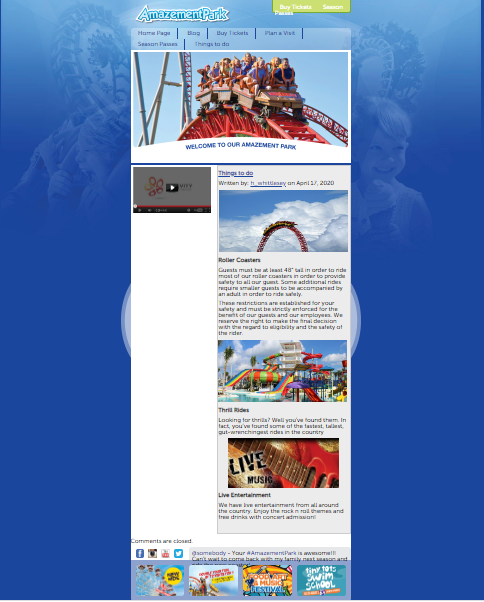 AmazementPark
Buy Tickets Season
Passes
Home Page Blog Buy Tickets Plan a Visit
Season Passes Things to do
WELCOME TO OUR AMAZEMENT PARK
Things to do
Written by: h_whittlesey on April 17, 2020
Roller Coasters
Guests must be at least 48" tall in order to ride
most of our roller coasters in order to provide
safety to all our guest. Some additional rides
require smaller guests to be accompanied by
an adult in order to ride safely.
These restrictions are established for your
safety and must be strictly enforced for the
benefit of our guests and our employees. We
reserve the right to make the final decision
with the regard to eligibility and the safety of
the rider.
Thrill Rides
Looking for thrills? Well you've found them. In
fact, you've found some of the fastest, tallest,
gut-wrenchingest rides in the country
LIVE
MUSIC
Live Entertainment
We have live entertainment from all around
the country. Enjoy the rock n roll themes and
free drinks with concert admission!
Comments are closed.
@somebody - Your #AmazementPark is awesome!!!
Can't wait to come back with my family next season and
FOOD, ART
& MUSIC
FESTIVAL
tiny tots
SWIM
SCHOOL